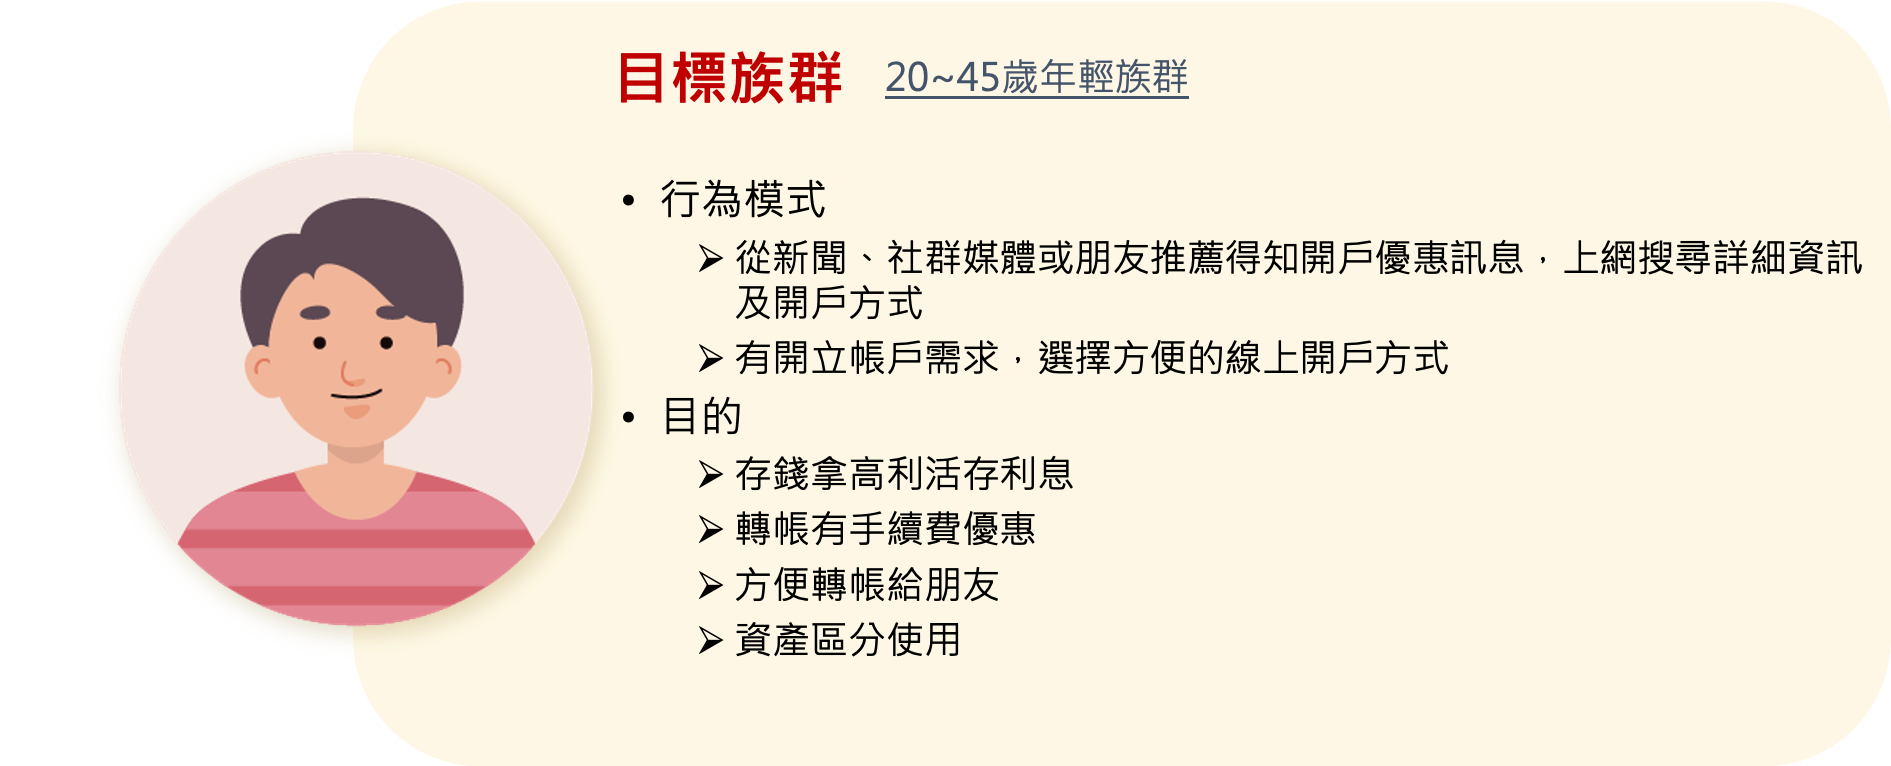 目標族群 20~45歲年輕族群
• 行為模式
➢ 從新聞、社群媒體或朋友推薦得知開戶優惠訊息，上網搜尋詳細資訊
及開戶方式
➢ 有開立帳戶需求，選擇方便的線上開戶方式
• 目的
➢ 存錢拿高利活存利息
➢ 轉帳有手續費優惠
➢ 方便轉帳給朋友
➢ 資產區分使用